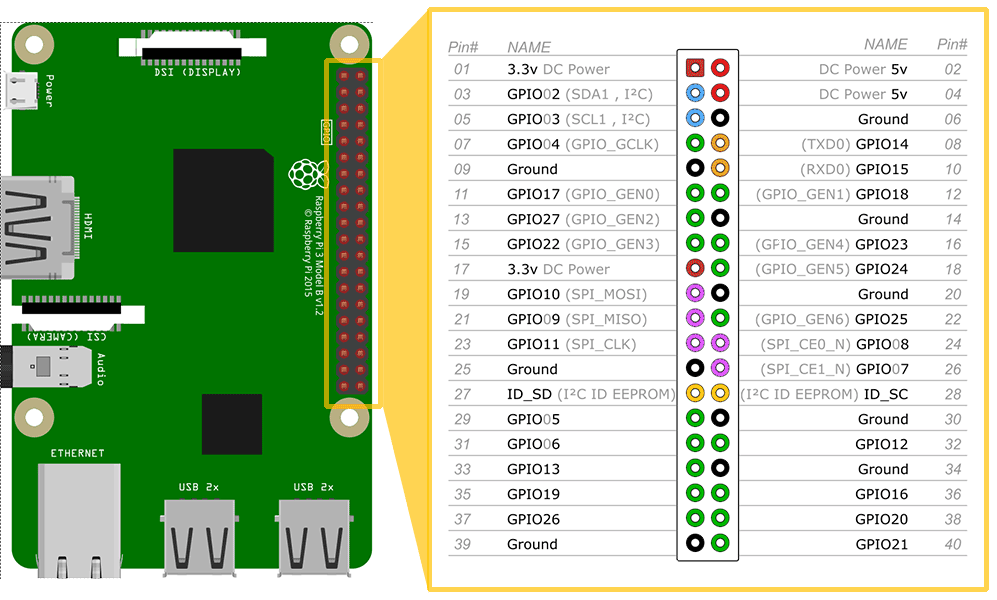 DSI (DISPLAY)
Power
GPIO
HDMI
Raspberry Pi 3 Model B v1.2
© Raspberry Pi 2015
CSI (CAMERA)
Audio
ETHERNET
USB 2x
USB 2x
Pin# NAME NAME Pin#
01 3.3v DC Power DC Power 5v 02
03 GPIO02 (SDA1 , I²C) DC Power 5v 04
05 GPIO03 (SCL1 , I²C) Ground 06
07 GPIO04 (GPIO_GCLK) (TXD0) GPIO14 08
09 Ground (RXD0) GPIO15 10
11 GPIO17 (GPIO_GEN0) (GPIO_GEN1) GPIO18 12
13 GPIO27 (GPIO_GEN2) Ground 14
15 GPIO22 (GPIO_GEN3) (GPIO_GEN4) GPIO23 16
17 3.3v DC Power (GPIO_GEN5) GPIO24 18
19 GPIO10 (SPI_MOSI) Ground 20
21 GPIO09 (SPI_MISO) (GPIO_GEN6) GPIO25 22
23 GPIO11 (SPI_CLK) (SPI_CE0_N) GPIO08 24
25 Ground (SPI_CE1_N) GPIO07 26
27 ID_SD (I²C ID EEPROM) (I²C ID EEPROM) ID_SC 28
29 GPIO05 Ground 30
31 GPIO06 GPIO12 32
33 GPIO13 Ground 34
35 GPIO19 GPIO16 36
37 GPIO26 GPIO20 38
39 Ground GPIO21 40